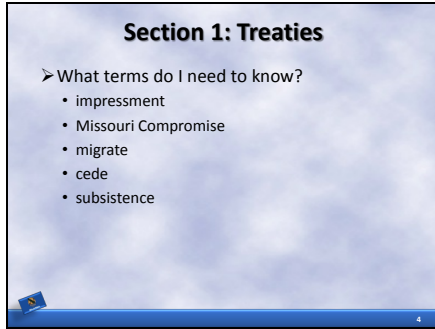 Section 1: Treaties
➤What terms do I need to know?
• impressment
• Missouri Compromise
• migrate
• cede
• subsistence
4